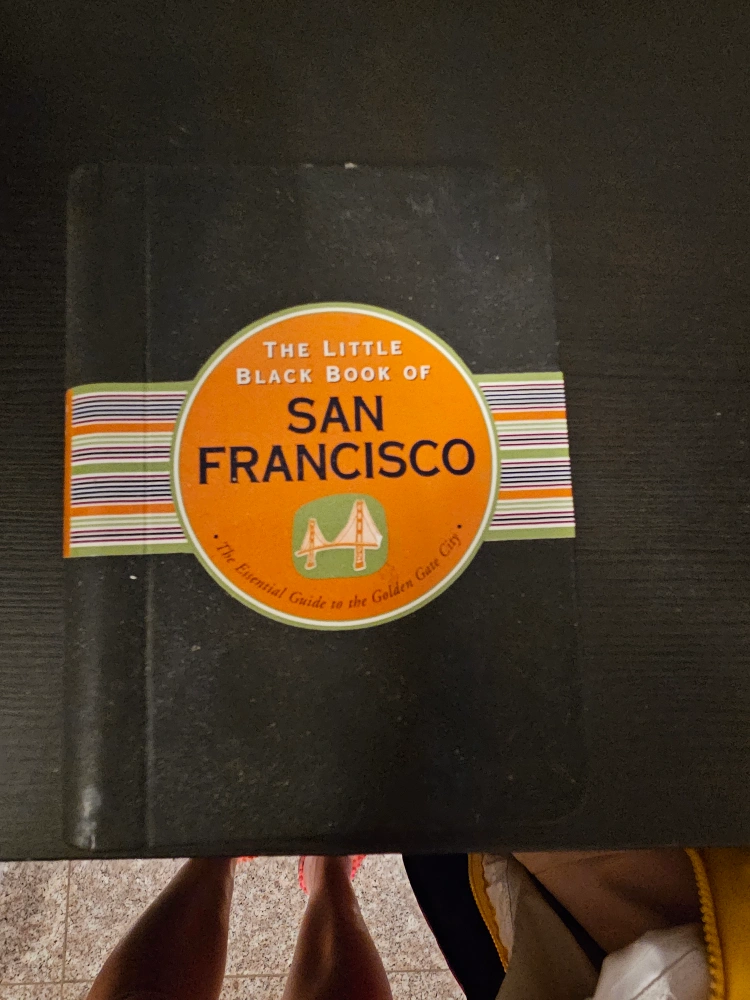 THE LITTLE
BLACK BOOK OF
SAN
FRANCISCO
• The Essential Guide to the Golden Gate City •